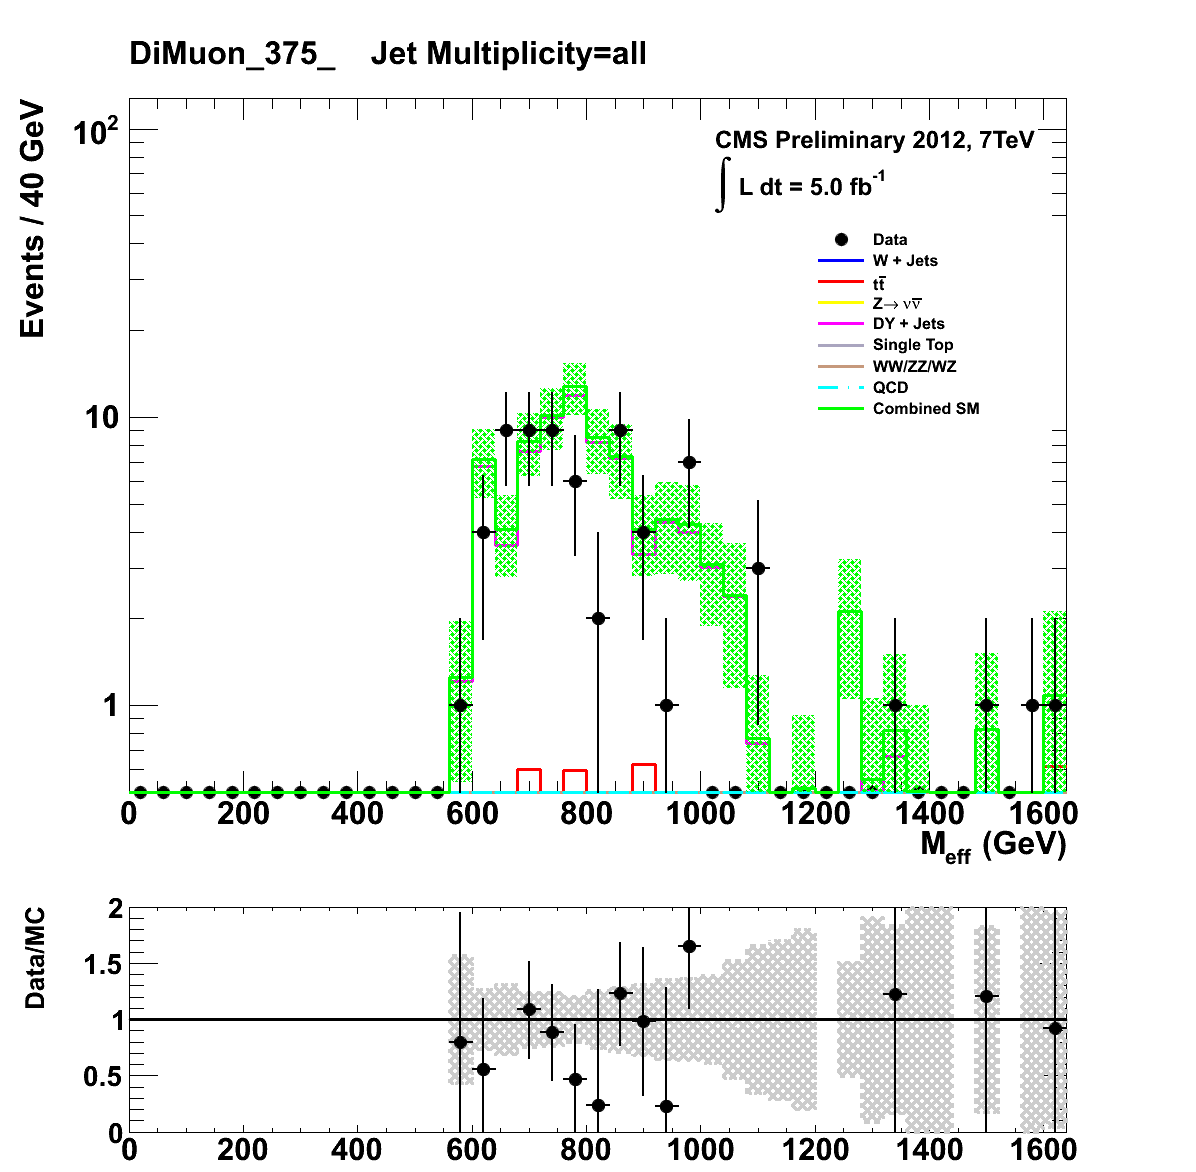 DiMuon_375_ Jet Multiplicity=all
Events / 40 GeV
10²
10
1
CMS Preliminary 2012, 7TeV
∫ L dt = 5.0 fb⁻¹
Data
W + Jets
tt̅
Z→ νν̅
DY + Jets
Single Top
WW/ZZ/WZ
QCD
Combined SM
0 200 400 600 800 1000 1200 1400 1600
M_eff (GeV)
Data/MC
2
1.5
1
0.5
0
0 200 400 600 800 1000 1200 1400 1600